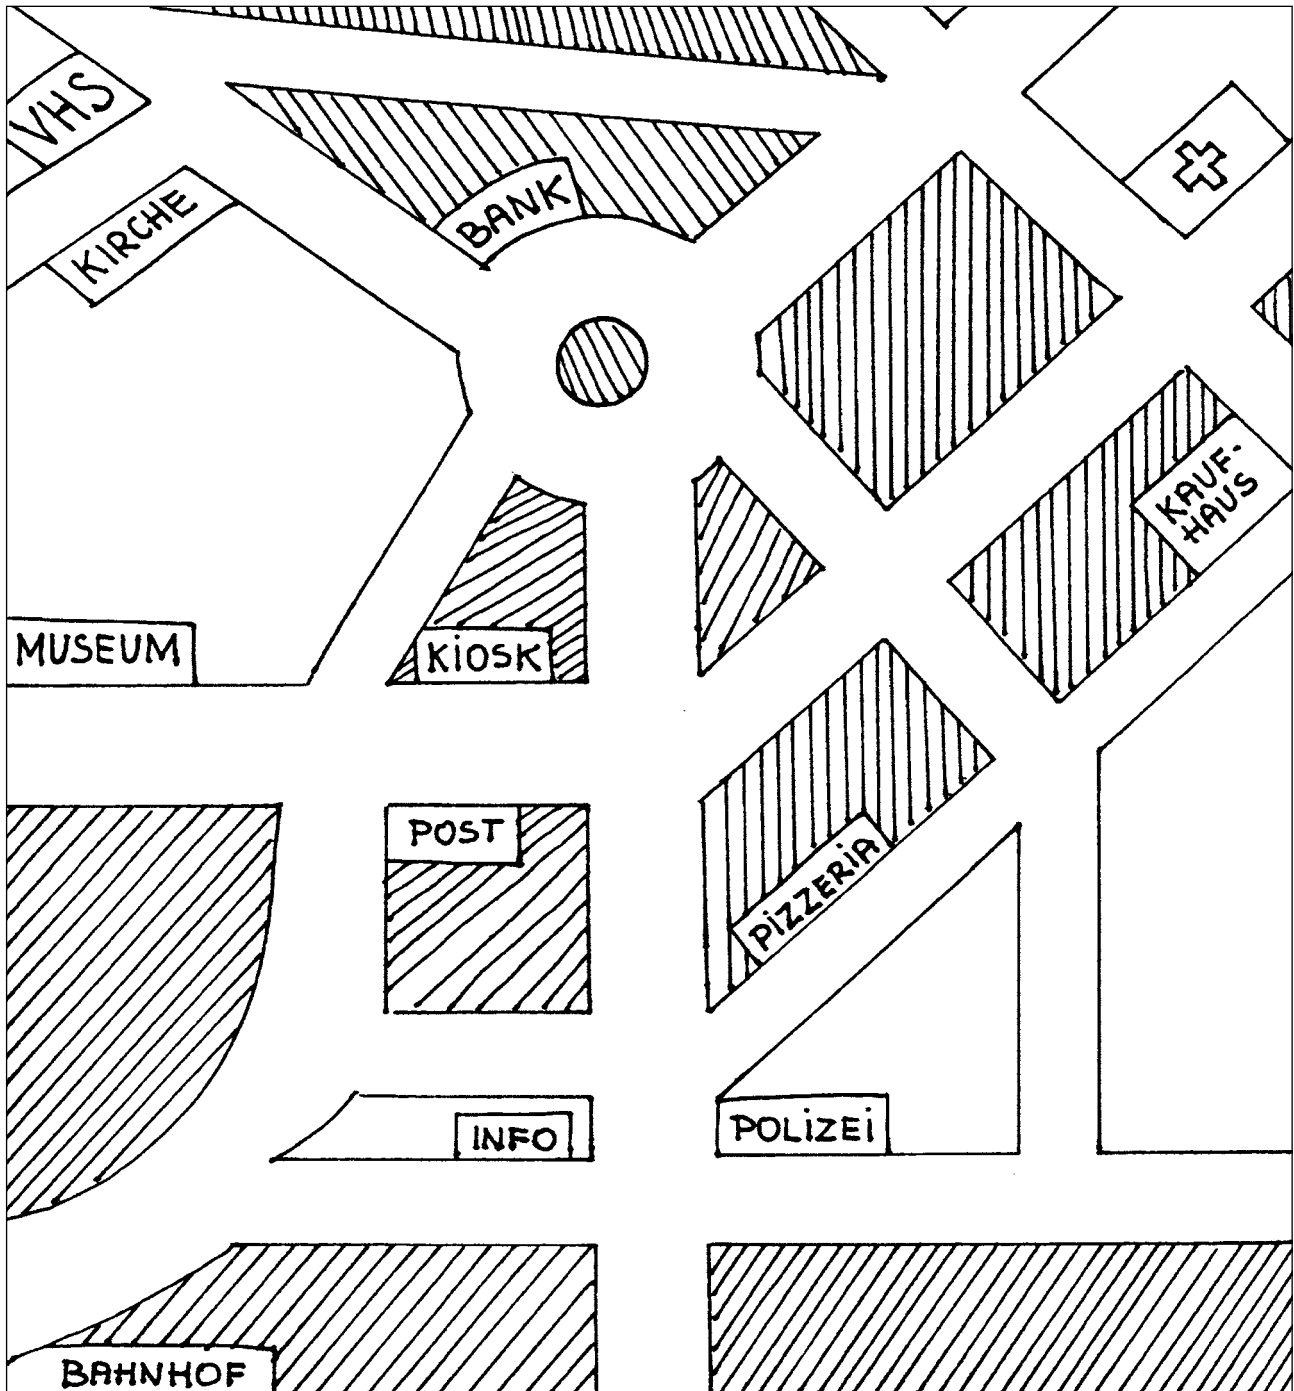 VHS
KIRCHE
BANK
KAUF-
HAUS
MUSEUM
KiOSK
POST
PiZZERiA
INFO
POLiZEi
BAHNHOF